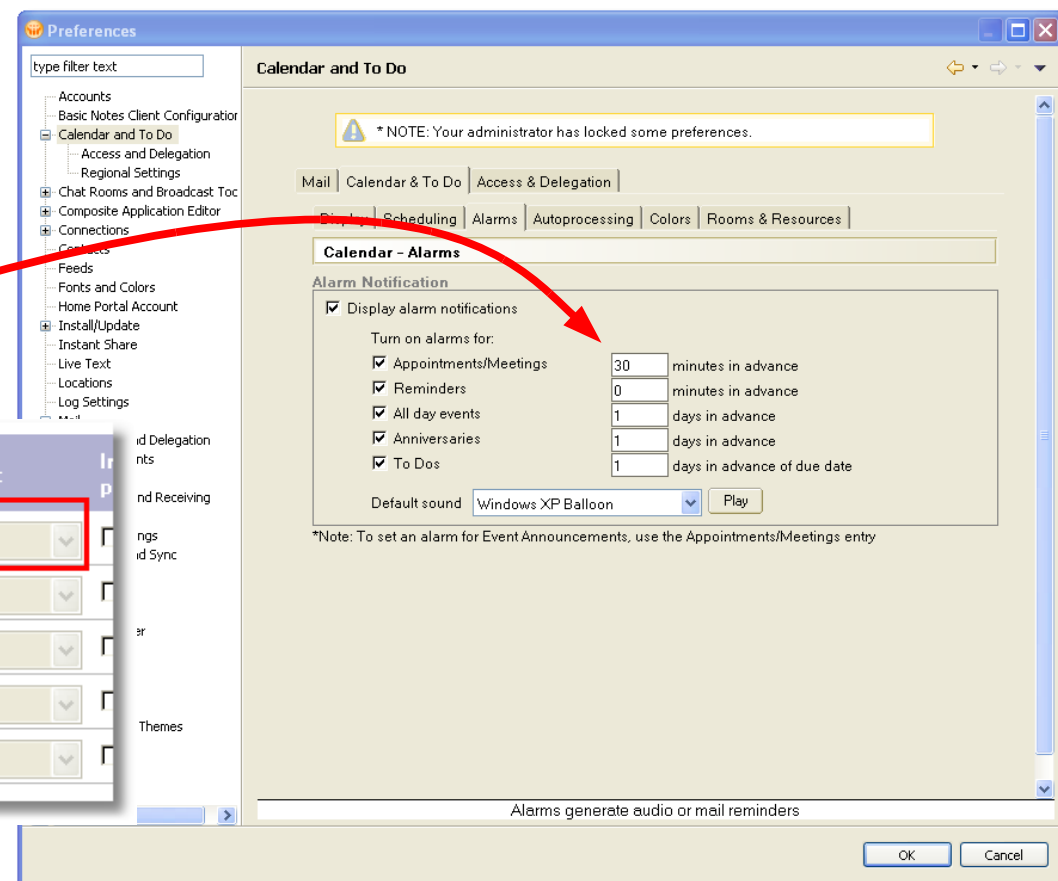 Preferences
type filter text
Accounts
Basic Notes Client Configuration
Calendar and To Do
Access and Delegation
Regional Settings
Chat Rooms and Broadcast Toc
Composite Application Editor
Connections
Contacts
Feeds
Fonts and Colors
Home Portal Account
Install/Update
Instant Share
Live Text
Locations
Log Settings
Mail
d Delegation
nts
nd Receiving
ngs
d Sync
er
Themes
Calendar and To Do
* NOTE: Your administrator has locked some preferences.
Mail Calendar & To Do Access & Delegation
Display Scheduling Alarms Autoprocessing Colors Rooms & Resources
Calendar - Alarms
Alarm Notification
Display alarm notifications
Turn on alarms for:
Appointments/Meetings 30 minutes in advance
Reminders 0 minutes in advance
All day events 1 days in advance
Anniversaries 1 days in advance
To Dos 1 days in advance of due date
Default sound Windows XP Balloon Play
*Note: To set an alarm for Event Announcements, use the Appointments/Meetings entry
Alarms generate audio or mail reminders
OK Cancel